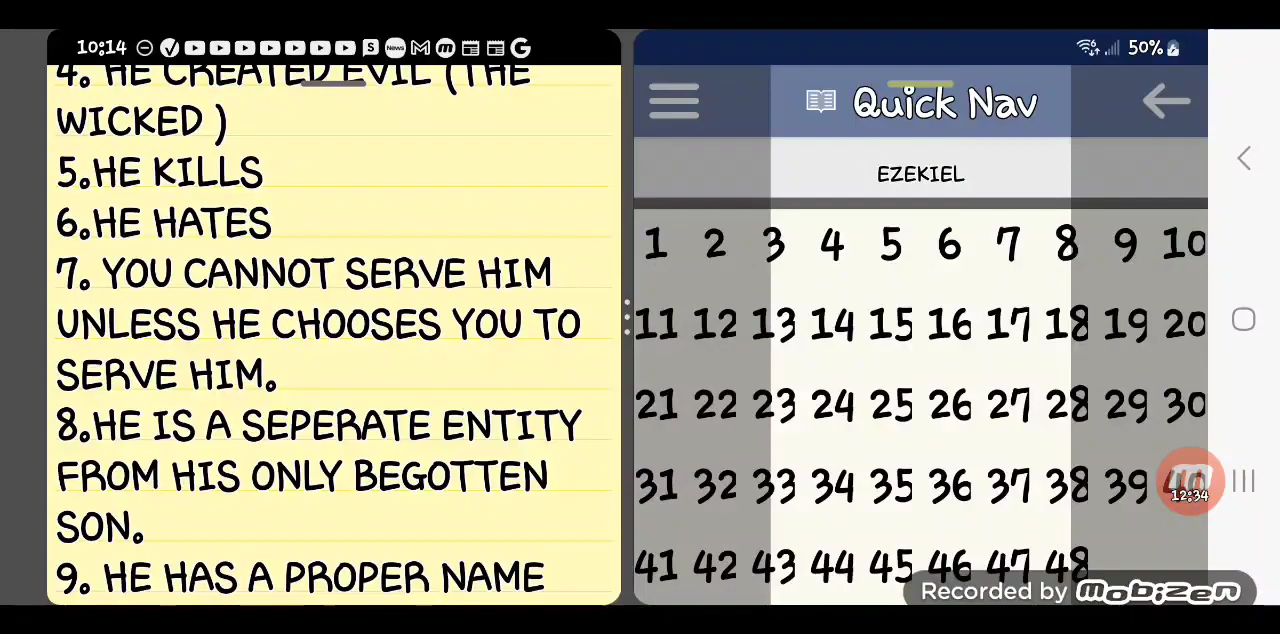 10:14
News
50%
4. HE CREATED EVIL (THE
WICKED )
5.HE KILLS
6.HE HATES
7. YOU CANNOT SERVE HIM
UNLESS HE CHOOSES YOU TO
SERVE HIM.
8.HE IS A SEPERATE ENTITY
FROM HIS ONLY BEGOTTEN
SON.
9. HE HAS A PROPER NAME
Quick Nav
EZEKIEL
1 2 3 4 5 6 7 8 9 10
11 12 13 14 15 16 17 18 19 20
21 22 23 24 25 26 27 28 29 30
31 32 33 34 35 36 37 38 39 40
12:34
41 42 43 44 45 46 47 48
Recorded by mobizen